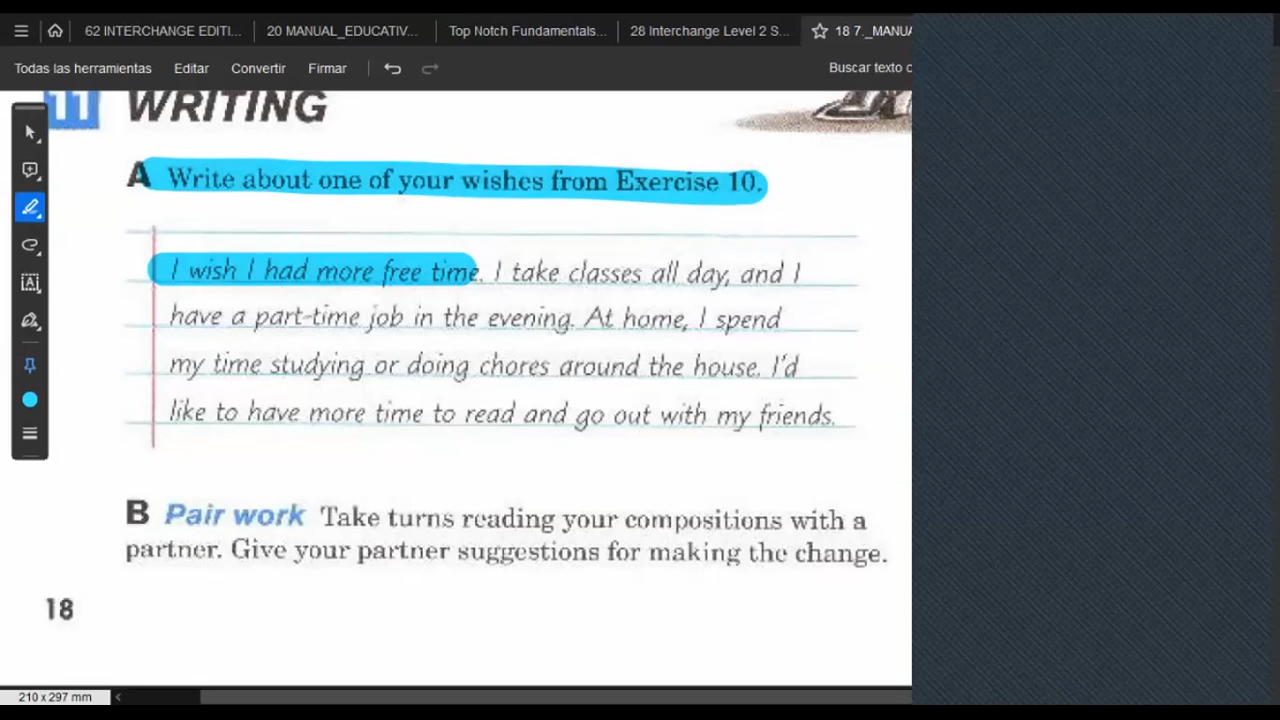 62 INTERCHANGE EDITI...
20 MANUAL_EDUCATIV...
Top Notch Fundamentals...
28 Interchange Level 2 S...
18 7._MANUA
Todas las herramientas
Editar
Convertir
Firmar
Buscar texto o
11 WRITING
A Write about one of your wishes from Exercise 10.
I wish I had more free time. I take classes all day, and I
have a part-time job in the evening. At home, I spend
my time studying or doing chores around the house. I'd
like to have more time to read and go out with my friends.
B Pair work Take turns reading your compositions with a
partner. Give your partner suggestions for making the change.
18
210 x 297 mm